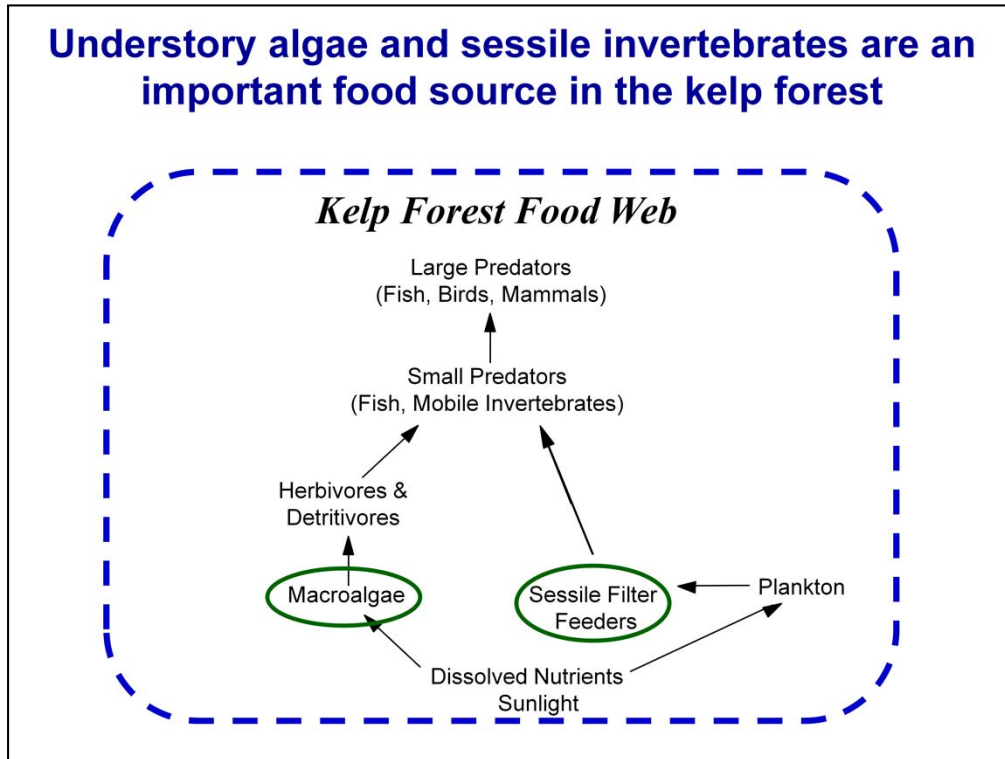 Understory algae and sessile invertebrates are an
important food source in the kelp forest
Kelp Forest Food Web
Large Predators
(Fish, Birds, Mammals)
Small Predators
(Fish, Mobile Invertebrates)
Herbivores &
Detritivores
Macroalgae
Sessile Filter
Feeders
Plankton
Dissolved Nutrients
Sunlight